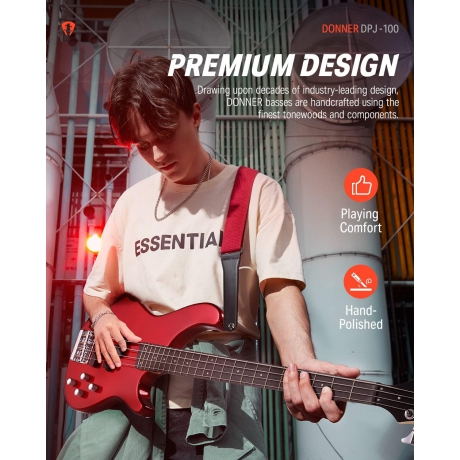 DONNER DPJ-100
PREMIUM DESIGN
Drawing upon decades of industry-leading design,
DONNER basses are handcrafted using the
finest tonewoods and components.
ESSENTIA
Playing
Comfort
Hand-
Polished